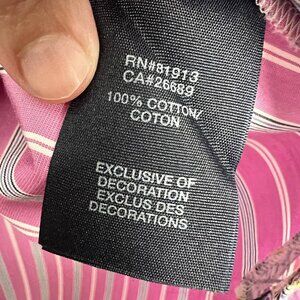 RN#81913
CA#26689
100% COTTON/
COTON
EXCLUSIVE OF
DECORATION
EXCLUS DES
DECORATIONS